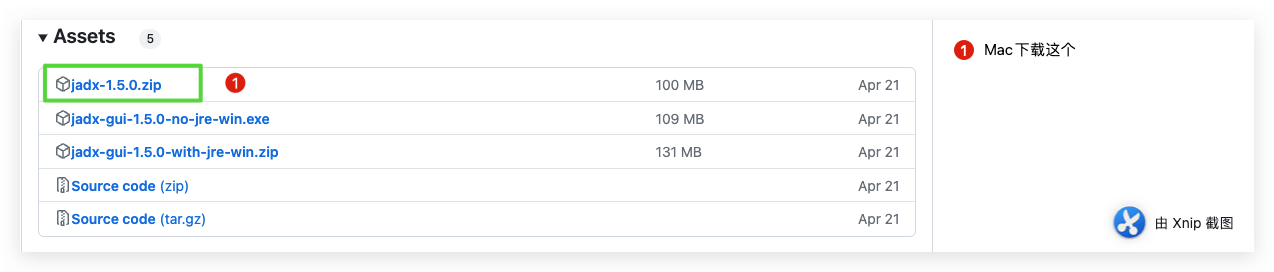 Assets 5
jadx-1.5.0.zip 1 100 MB Apr 21
jadx-gui-1.5.0-no-jre-win.exe 109 MB Apr 21
jadx-gui-1.5.0-with-jre-win.zip 131 MB Apr 21
Source code (zip) Apr 21
Source code (tar.gz) Apr 21
1 Mac下载这个
由 Xnip 截图